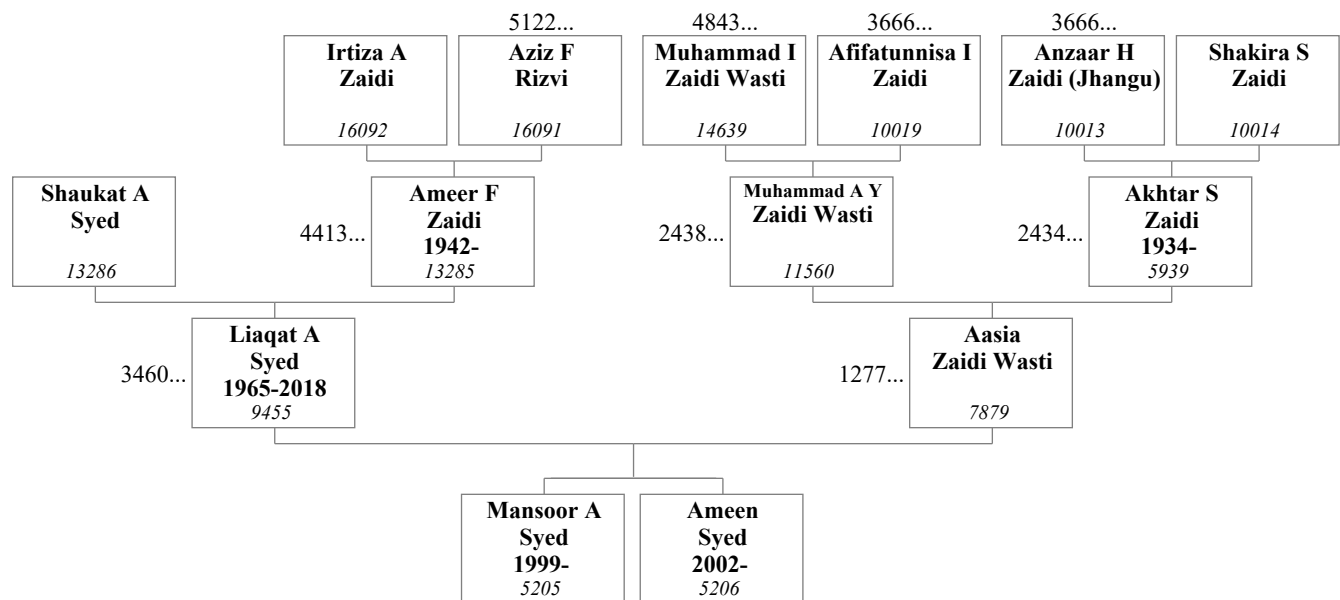 5122...
4843...
3666...
3666...
Irtiza A
Zaidi
16092
Aziz F
Rizvi
16091
Muhammad I
Zaidi Wasti
14639
Afifatunnisa I
Zaidi
10019
Anzaar H
Zaidi (Jhangu)
10013
Shakira S
Zaidi
10014
Shaukat A
Syed
13286
4413...
Ameer F
Zaidi
1942-
13285
2438...
Muhammad A Y
Zaidi Wasti
11560
2434...
Akhtar S
Zaidi
1934-
5939
3460...
Liaqat A
Syed
1965-2018
9455
1277...
Aasia
Zaidi Wasti
7879
Mansoor A
Syed
1999-
5205
Ameen
Syed
2002-
5206